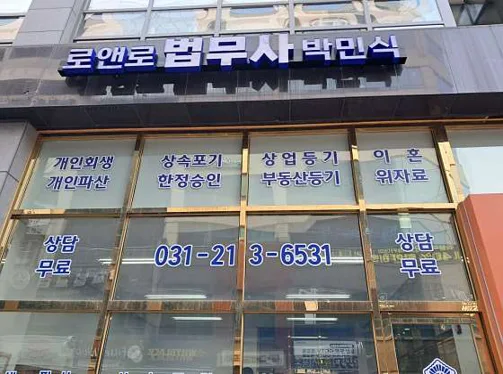 로앤로 법무사 박민식
개인회생 상속포기 상업등기 이혼
개인파산 한정승인 부동산등기 위자료
상담 031-213-6531 상담
무료 무료